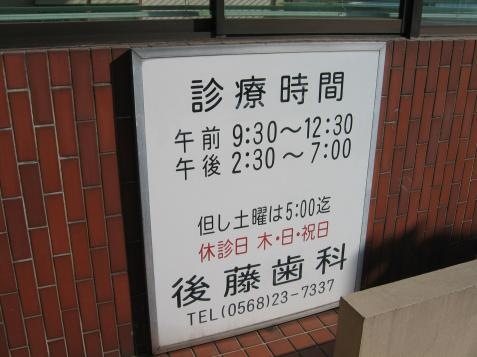 診療時間
午前 9:30～12:30
午後 2:30～7:00
但し土曜は5:00迄
休診日 木・日・祝日
後藤歯科
TEL(0568)23-7337